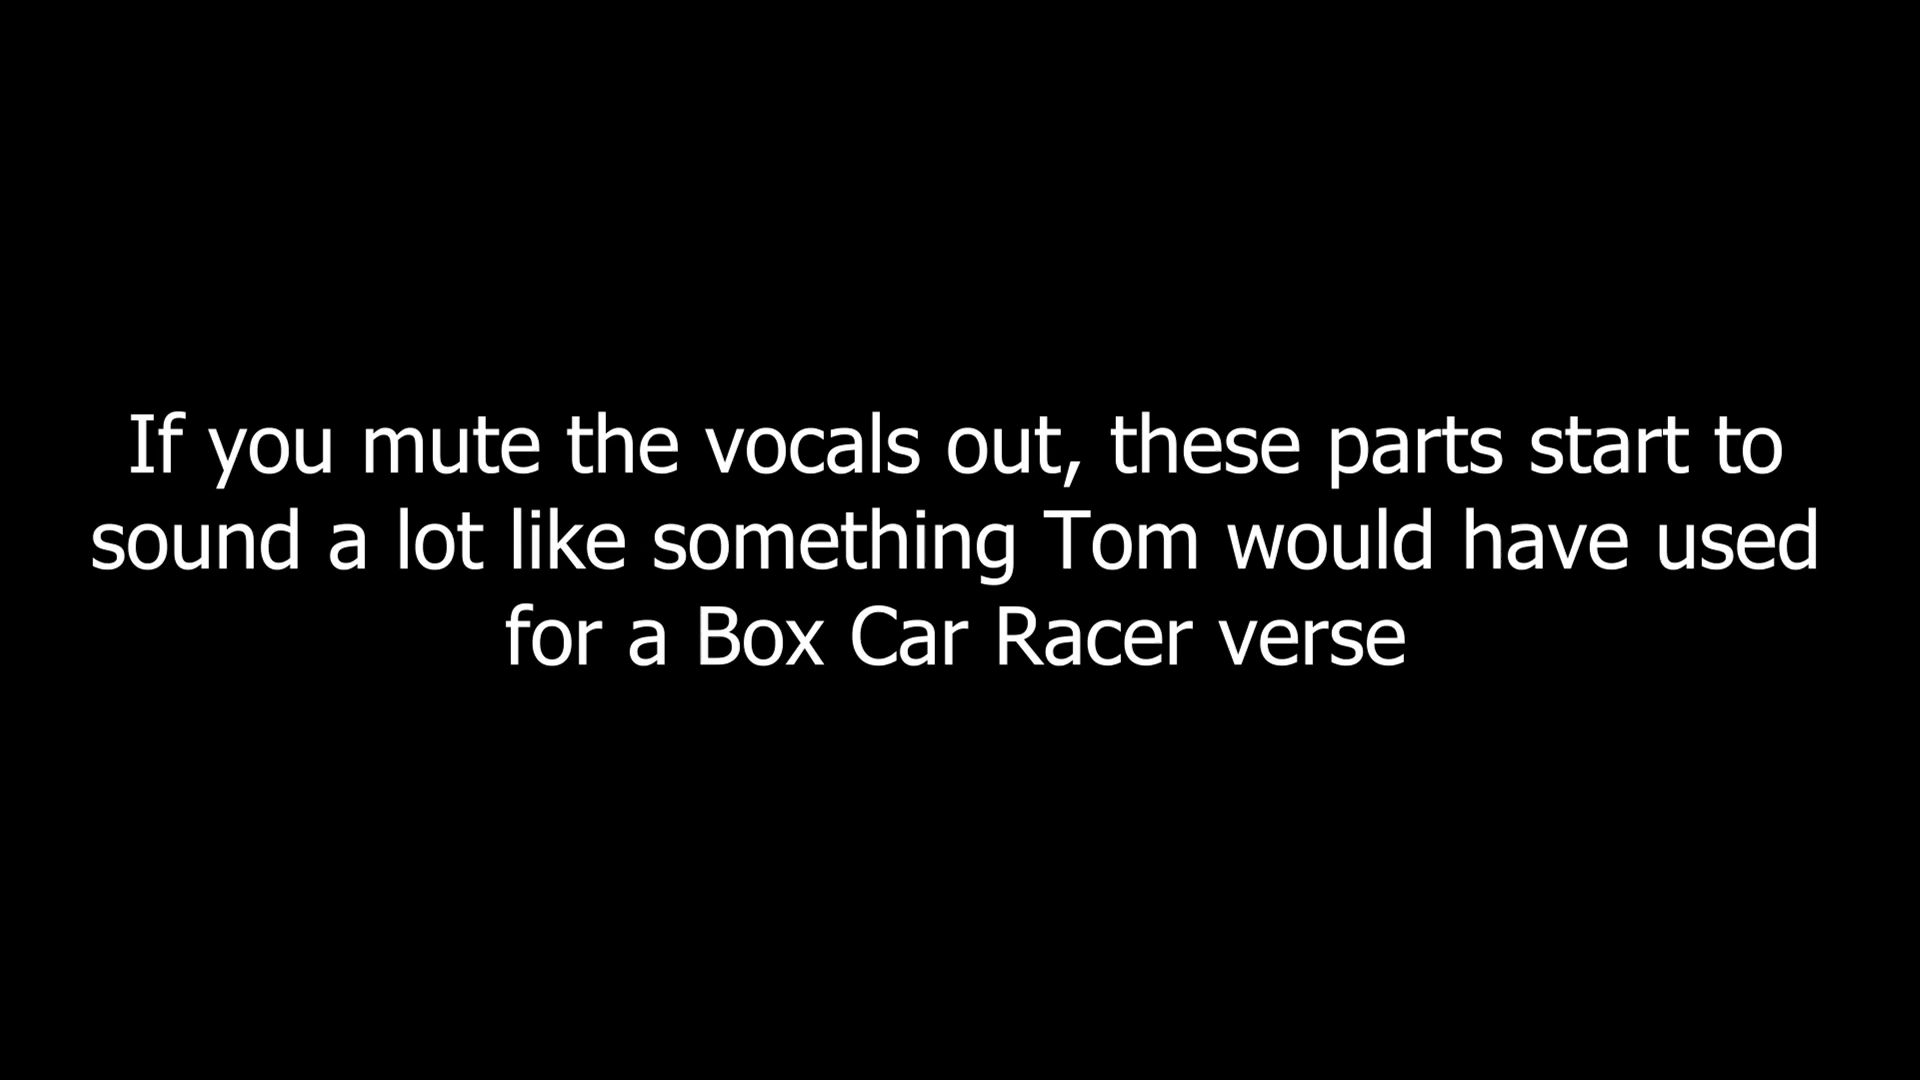 If you mute the vocals out, these parts start to
sound a lot like something Tom would have used
for a Box Car Racer verse